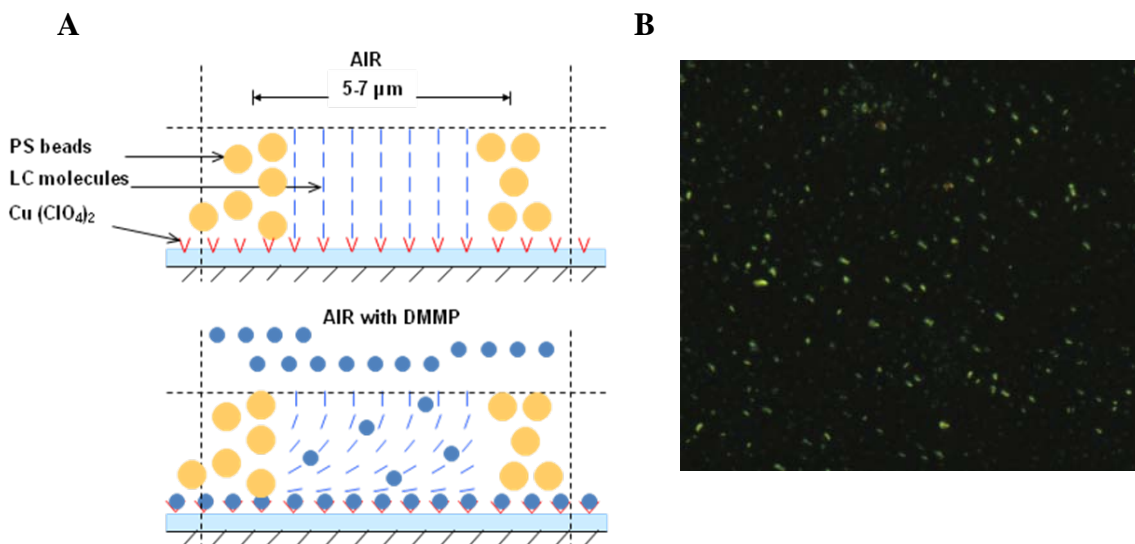 A
B
AIR
5-7 µm
PS beads
LC molecules
Cu (ClO₄)₂
AIR with DMMP